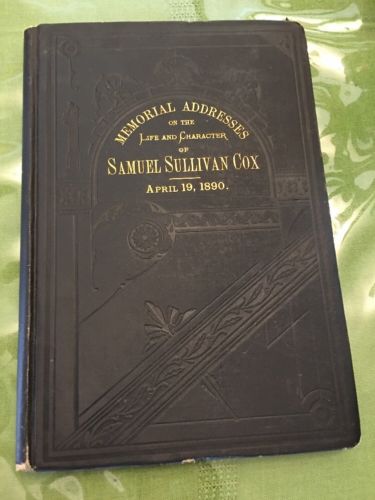 MEMORIAL ADDRESSES
ON THE
LIFE AND CHARACTER
OF
SAMUEL SULLIVAN COX
APRIL 19, 1890.